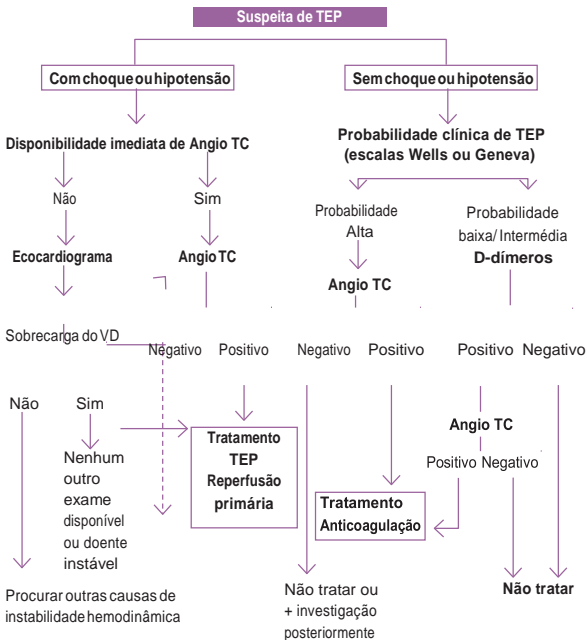 Suspeita de TEP
Com choque ou hipotensão
Sem choque ou hipotensão
Disponibilidade imediata de Angio TC
Probabilidade clínica de TEP
(escalas Wells ou Geneva)
Não
Sim
Probabilidade
Alta
Probabilidade
baixa/ Intermédia
D-dímeros
Ecocardiograma
Angio TC
Angio TC
Sobrecarga do VD
Negativo
Positivo
Negativo
Positivo
Positivo
Negativo
Não
Sim
Nenhum
outro
exame
disponível
ou doente
instável
Tratamento
TEP
Reperfusão
primária
Angio TC
Positivo Negativo
Tratamento
Anticoagulação
Procurar outras causas de
instabilidade hemodinâmica
Não tratar ou
+ investigação
posteriormente
Não tratar